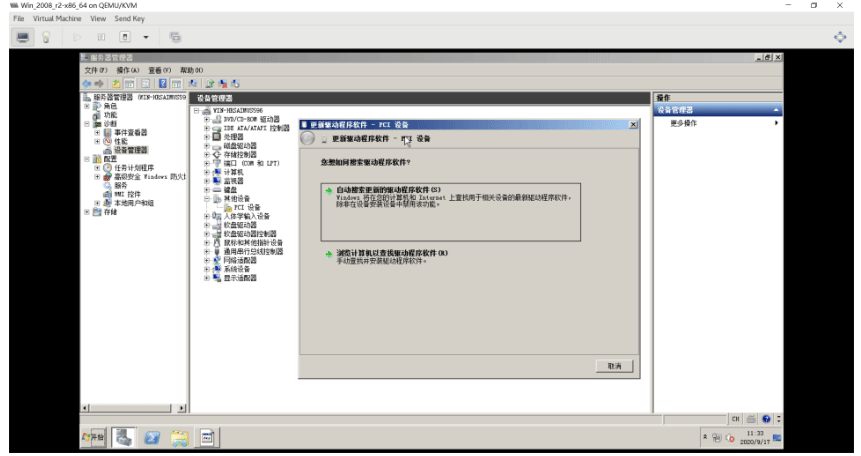 Win_2008_r2-x86_64 on QEMU/KVM
File Virtual Machine View Send Key
服务器管理器
文件(F) 操作(A) 查看(V) 帮助(H)
服务器管理器 (WIN-HBSAIMUS596
角色
功能
诊断
事件查看器
性能
设备管理器
配置
任务计划程序
高级安全 Windows 防火墙
服务
WMI 控件
本地用户和组
存储
设备管理器
DVD/CD-ROM 驱动器
IDE ATA/ATAPI 控制器
处理器
磁盘驱动器
存储控制器
端口 (COM 和 LPT)
计算机
监视器
键盘
其他设备
PCI 设备
人体学输入设备
软盘驱动器
软盘驱动器控制器
鼠标和其他指针设备
通用串行总线控制器
网络适配器
系统设备
显示适配器
更新驱动程序软件 - PCI 设备
更新驱动程序软件 - PCI 设备
您想如何搜索驱动程序软件?
自动搜索更新的驱动程序软件(S)
Windows 将在您的计算机和 Internet 上查找用于相关设备的最新驱动程序软件,
除非在设备安装设置中禁用该功能。
浏览计算机以查找驱动程序软件(R)
手动查找并安装驱动程序软件。
取消
操作
设备管理器
更多操作
CH
开始
11:33
2020/9/17